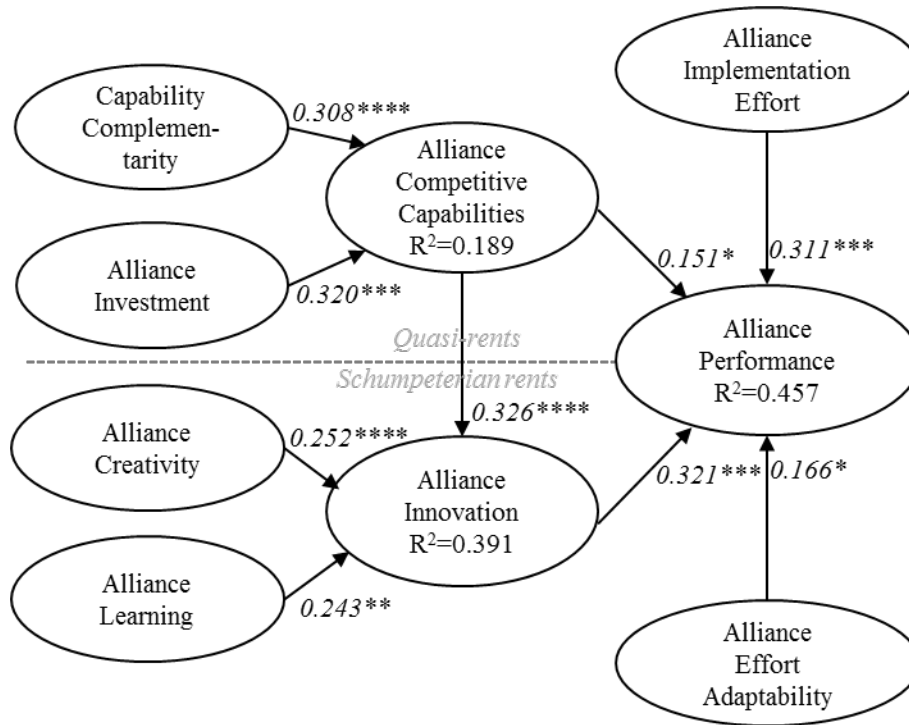 Capability
Complemen-
tarity
0.308****
Alliance
Investment
0.320***
Alliance
Competitive
Capabilities
R²=0.189
Alliance
Implementation
Effort
0.151*
0.311***
Quasi-rents
Schumpeterian rents
Alliance
Performance
R²=0.457
0.326****
Alliance
Creativity
0.252****
Alliance
Learning
0.243**
Alliance
Innovation
R²=0.391
0.321***
0.166*
Alliance
Effort
Adaptability